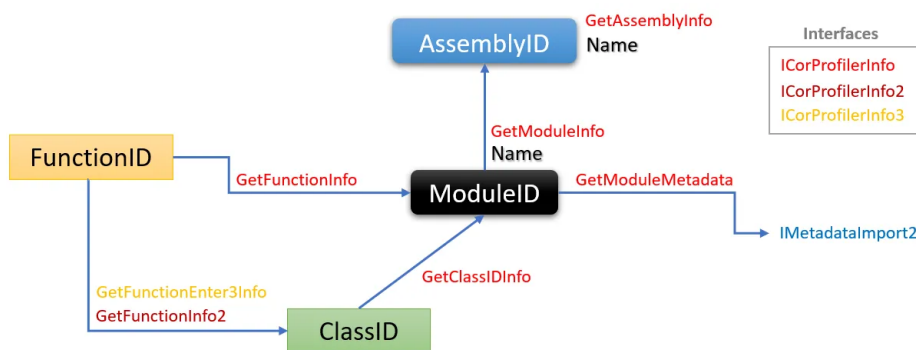 GetAssemblyInfo
AssemblyID
Name
Interfaces
ICorProfilerInfo
ICorProfilerInfo2
ICorProfilerInfo3
GetModuleInfo
Name
FunctionID
GetFunctionInfo
ModuleID
GetModuleMetadata
IMetadataImport2
GetClassIDInfo
GetFunctionEnter3Info
GetFunctionInfo2
ClassID